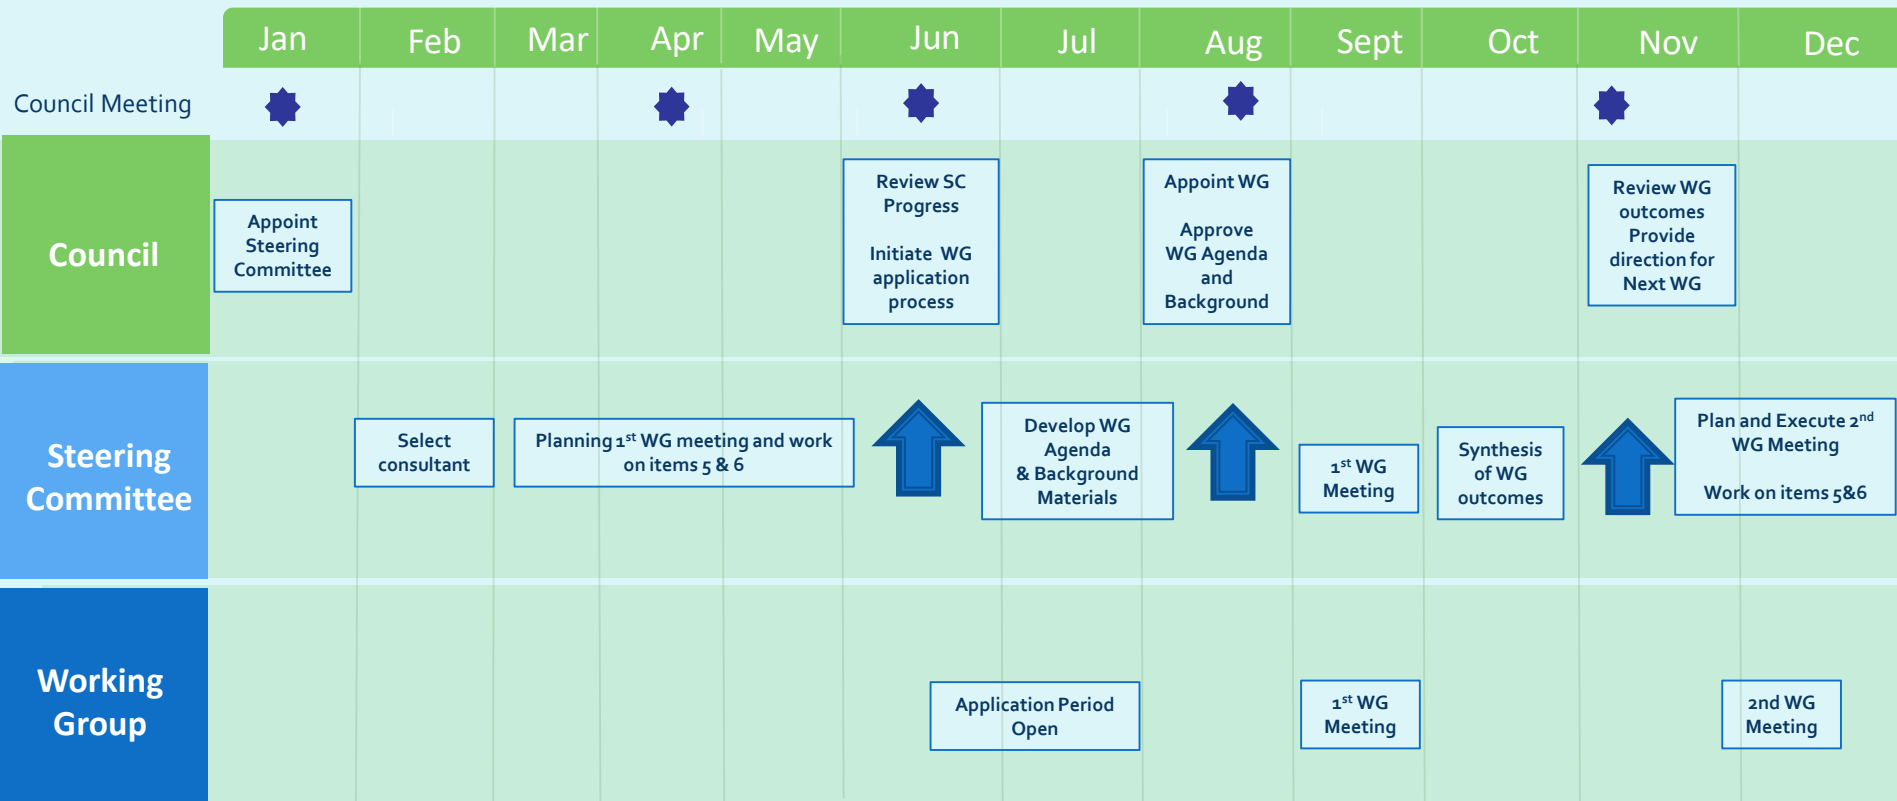 Jan Feb Mar Apr May Jun Jul Aug Sept Oct Nov Dec
Council Meeting
Council
Appoint
Steering
Committee
Review SC
Progress
Initiate WG
application
process
Appoint WG
Approve
WG Agenda
and
Background
Review WG
outcomes
Provide
direction for
Next WG
Steering
Committee
Select
consultant
Planning 1st WG meeting and work
on items 5 & 6
Develop WG
Agenda
& Background
Materials
1st WG
Meeting
Synthesis
of WG
outcomes
Plan and Execute 2nd
WG Meeting
Work on items 5&6
Working
Group
Application Period
Open
1st WG
Meeting
2nd WG
Meeting